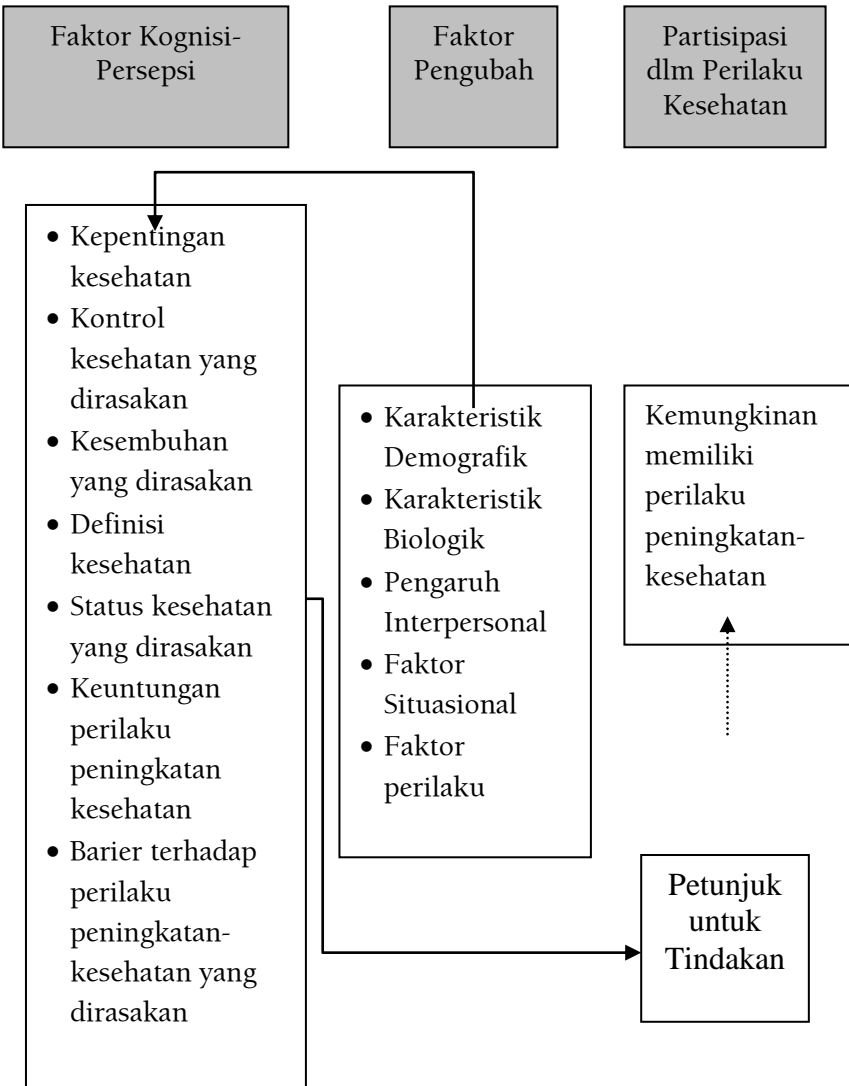 Faktor Kognisi-
Persepsi
Faktor
Pengubah
Partisipasi
dlm Perilaku
Kesehatan
• Kepentingan
kesehatan
• Kontrol
kesehatan yang
dirasakan
• Kesembuhan
yang dirasakan
• Definisi
kesehatan
• Status kesehatan
yang dirasakan
• Keuntungan
perilaku
peningkatan
kesehatan
• Barier terhadap
perilaku
peningkatan-
kesehatan yang
dirasakan
• Karakteristik
Demografik
• Karakteristik
Biologik
• Pengaruh
Interpersonal
• Faktor
Situasional
• Faktor
perilaku
Kemungkinan
memiliki
perilaku
peningkatan-
kesehatan
Petunjuk
untuk
Tindakan